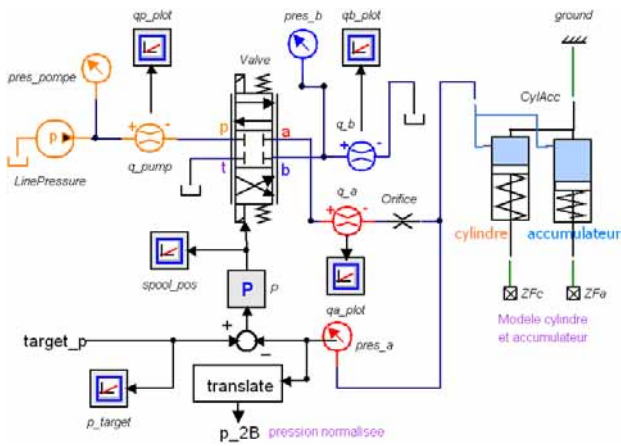 qp_plot
pres_b
qb_plot
ground
pres_pompe
Valve
p
LinePressure
+ -
q_pump
p
t
a
b
q_b
+ -
CylAcc
q_a
+ -
Orifice
cylindre
accumulateur
spool_pos
P
p
qa_plot
ZFc
ZFa
Modele cylindre
et accumulateur
target_p
+
-
pres_a
translate
p_target
p_2B
pression normalisee